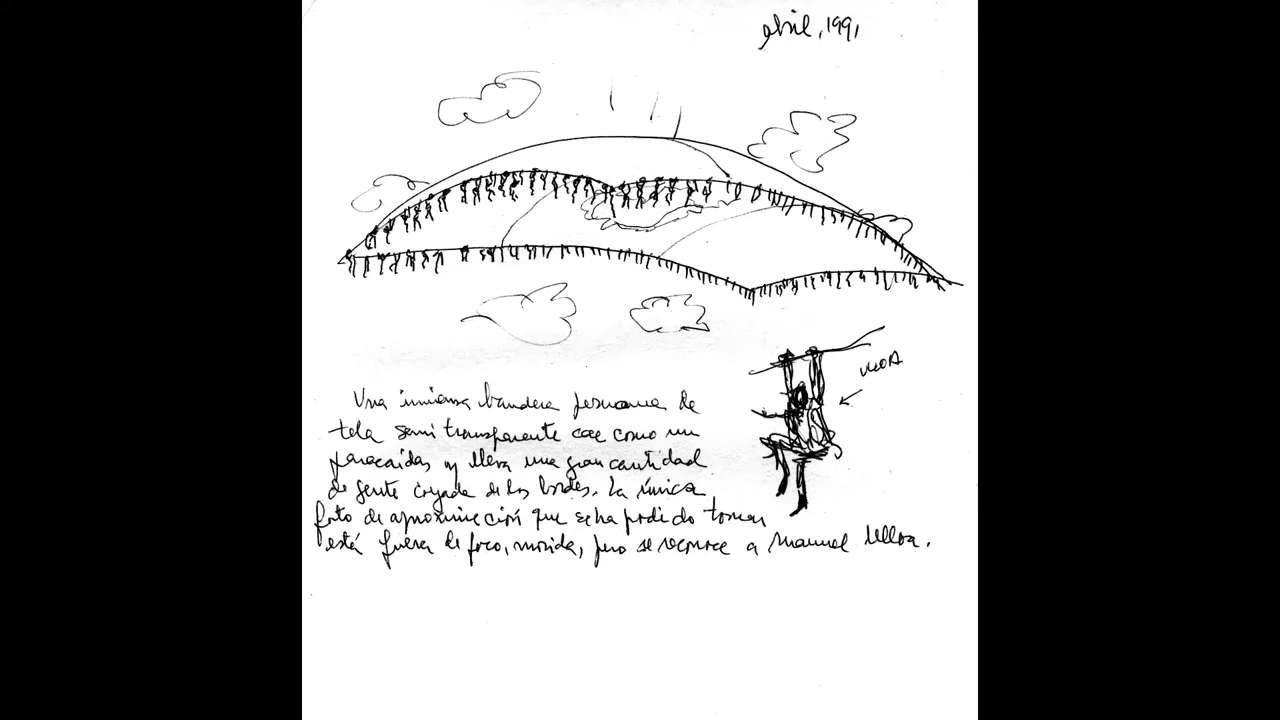 abril, 1991
Una inmensa bandera peruana de
tela semi transparente cae como un
paracaídas y lleva una gran cantidad
de gente colgada de los bordes. La única
foto de aproximación que se ha podido tomar
está fuera de foco, movida, pero se reconoce a Manuel Ulloa.